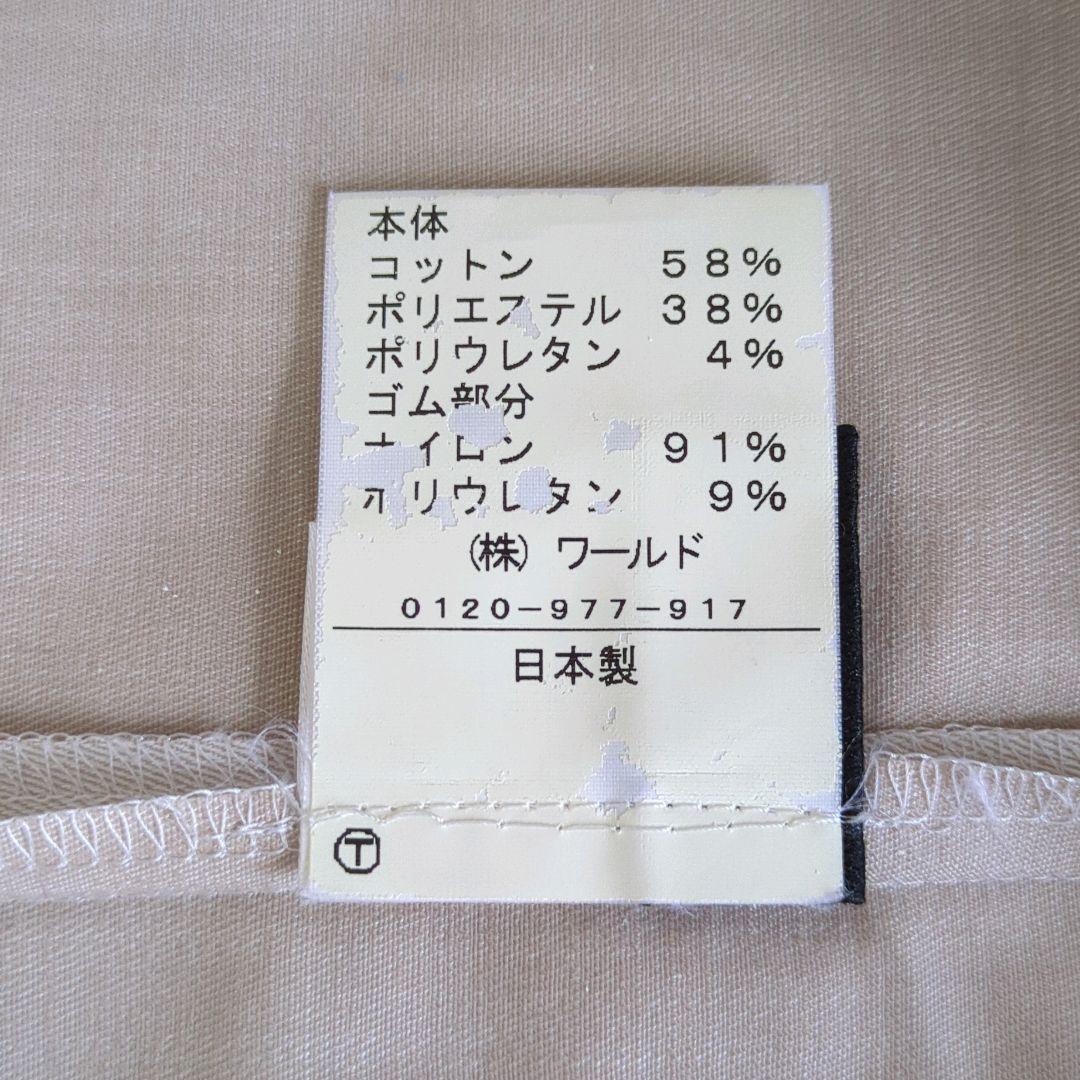 本体
コットン 58%
ポリエステル 38%
ポリウレタン 4%
ゴム部分
ナイロン 91%
ポリウレタン 9%
(株) ワールド
0120-977-917
日本製
T